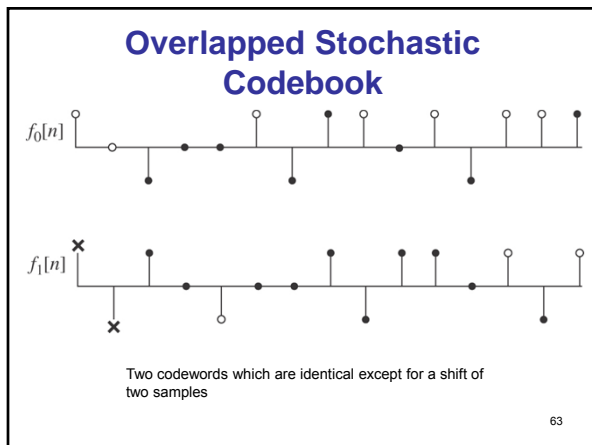 Overlapped Stochastic
Codebook
f₀[n]
f₁[n]
Two codewords which are identical except for a shift of
two samples
63